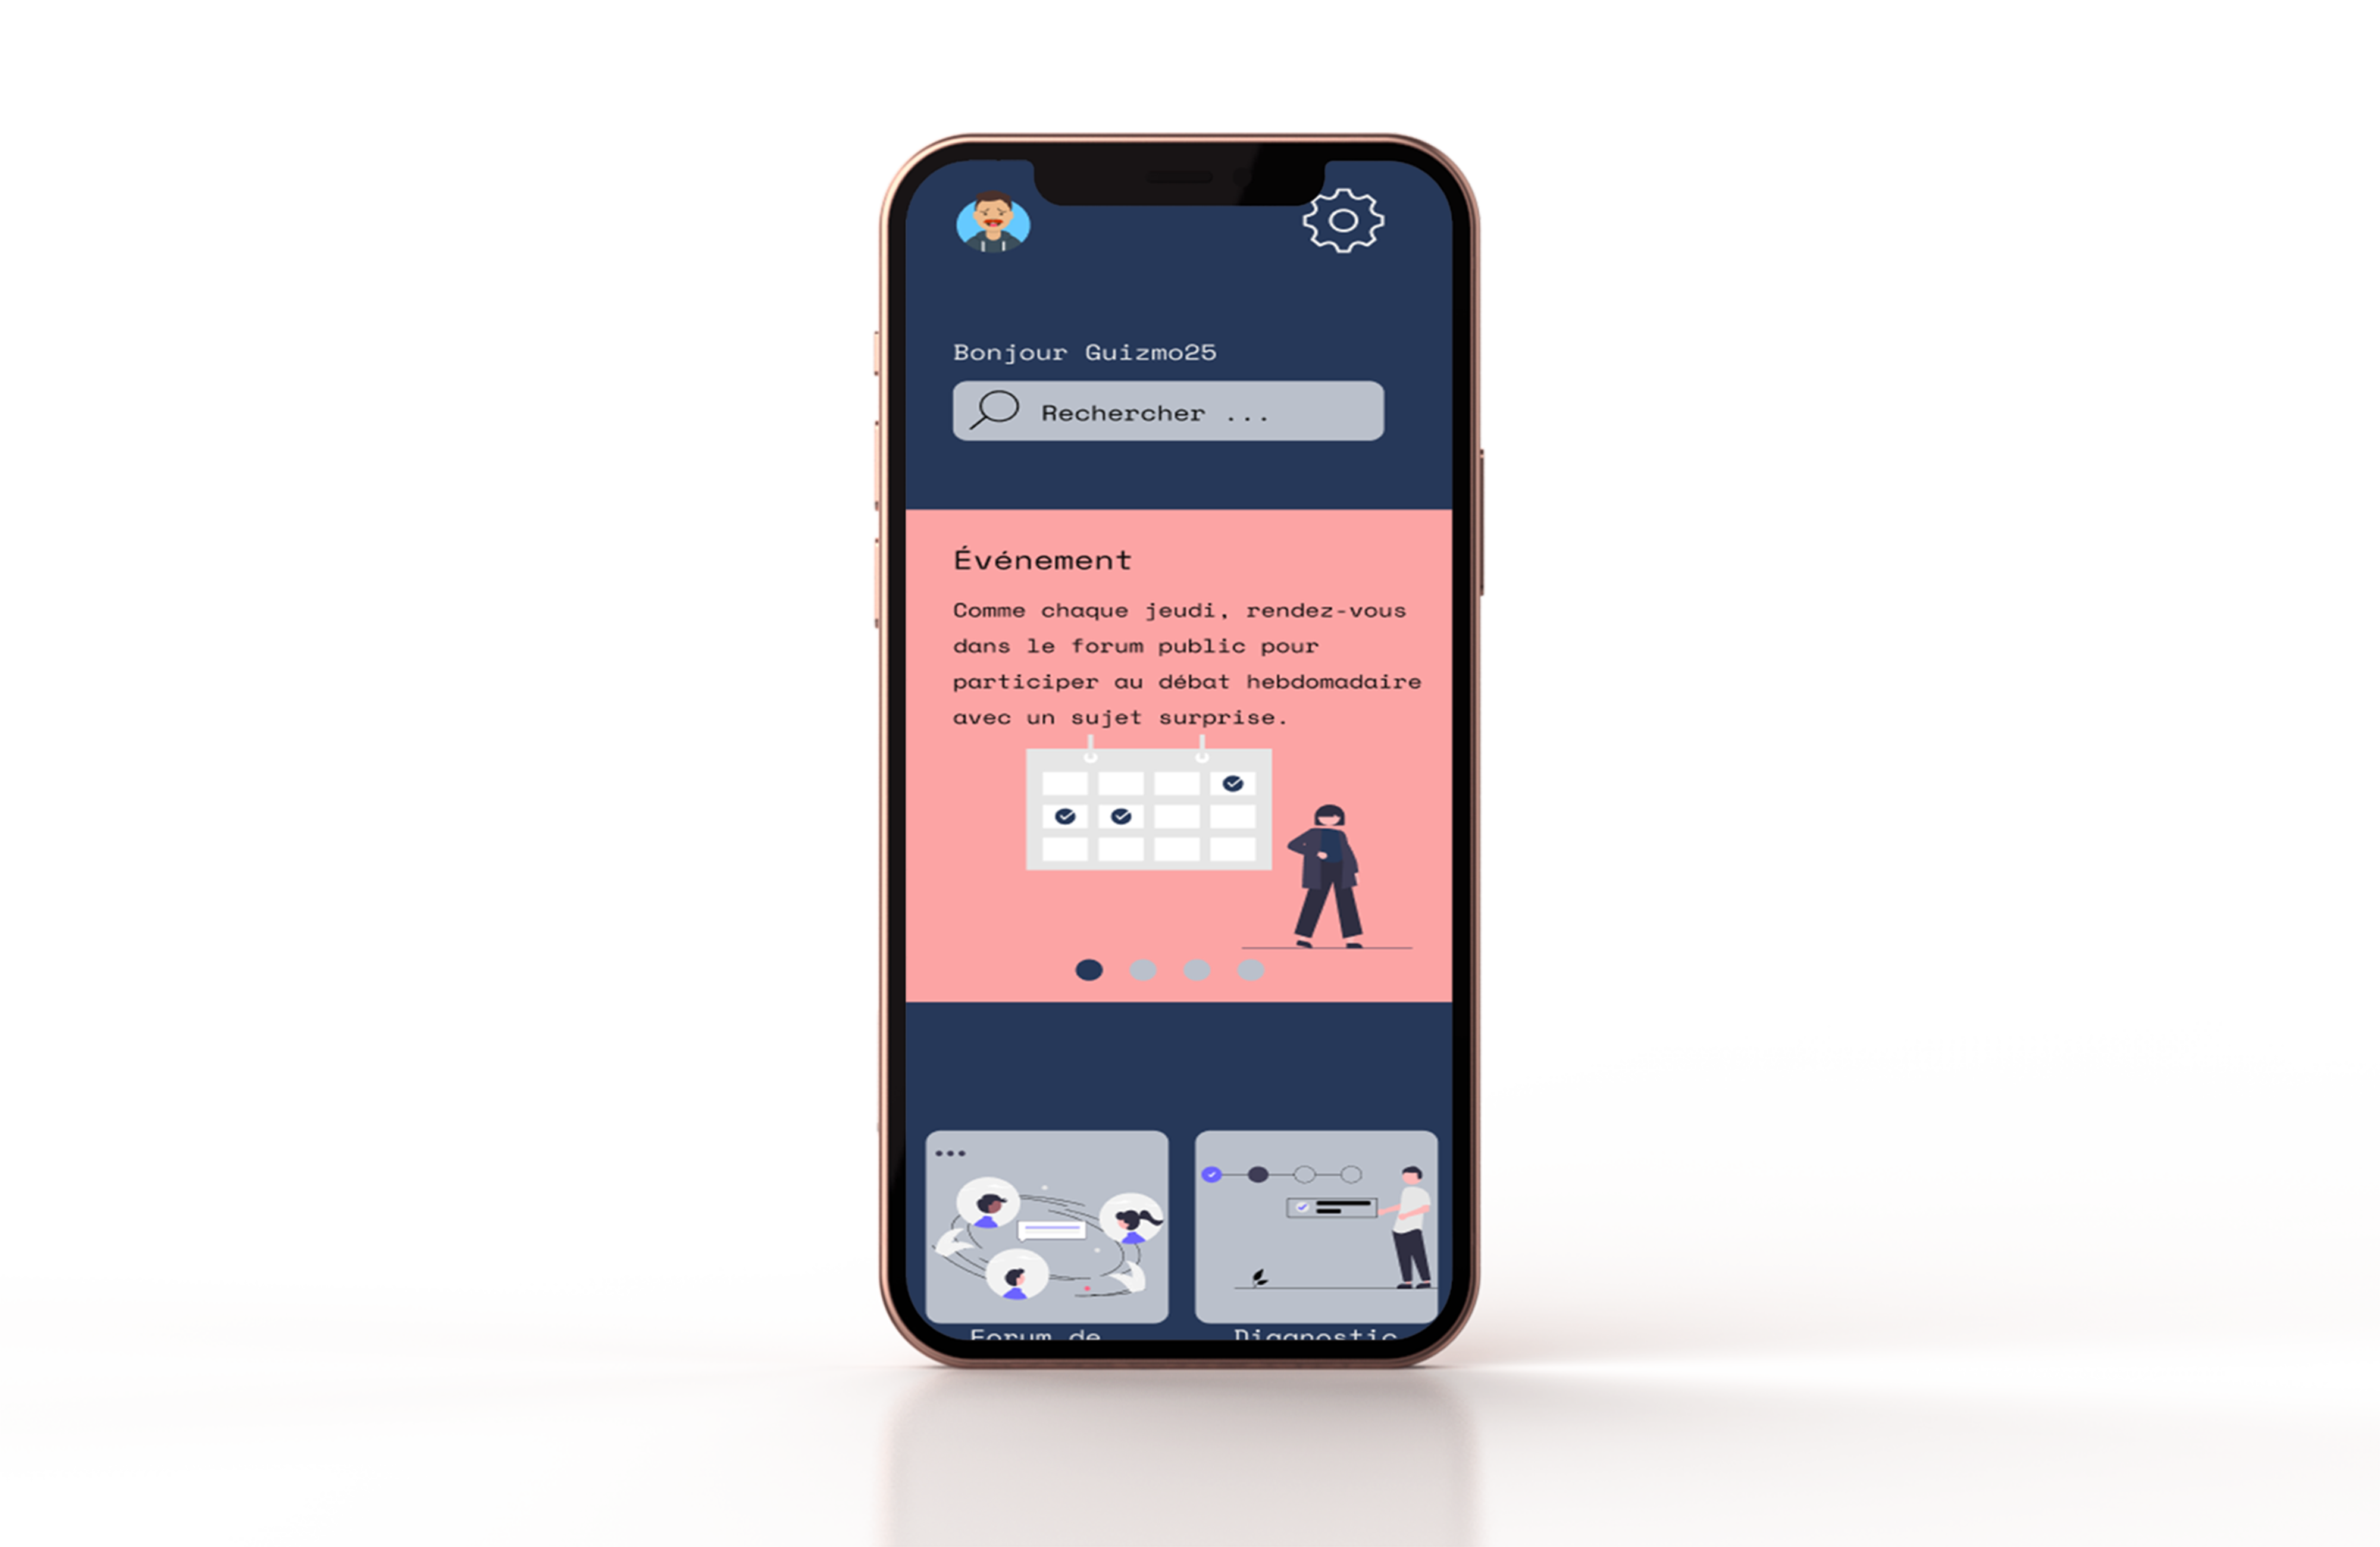 Bonjour Guizmo25
Rechercher ...
Événement
Comme chaque jeudi, rendez-vous
dans le forum public pour
participer au débat hebdomadaire
avec un sujet surprise.
Forum de
Diagnostic